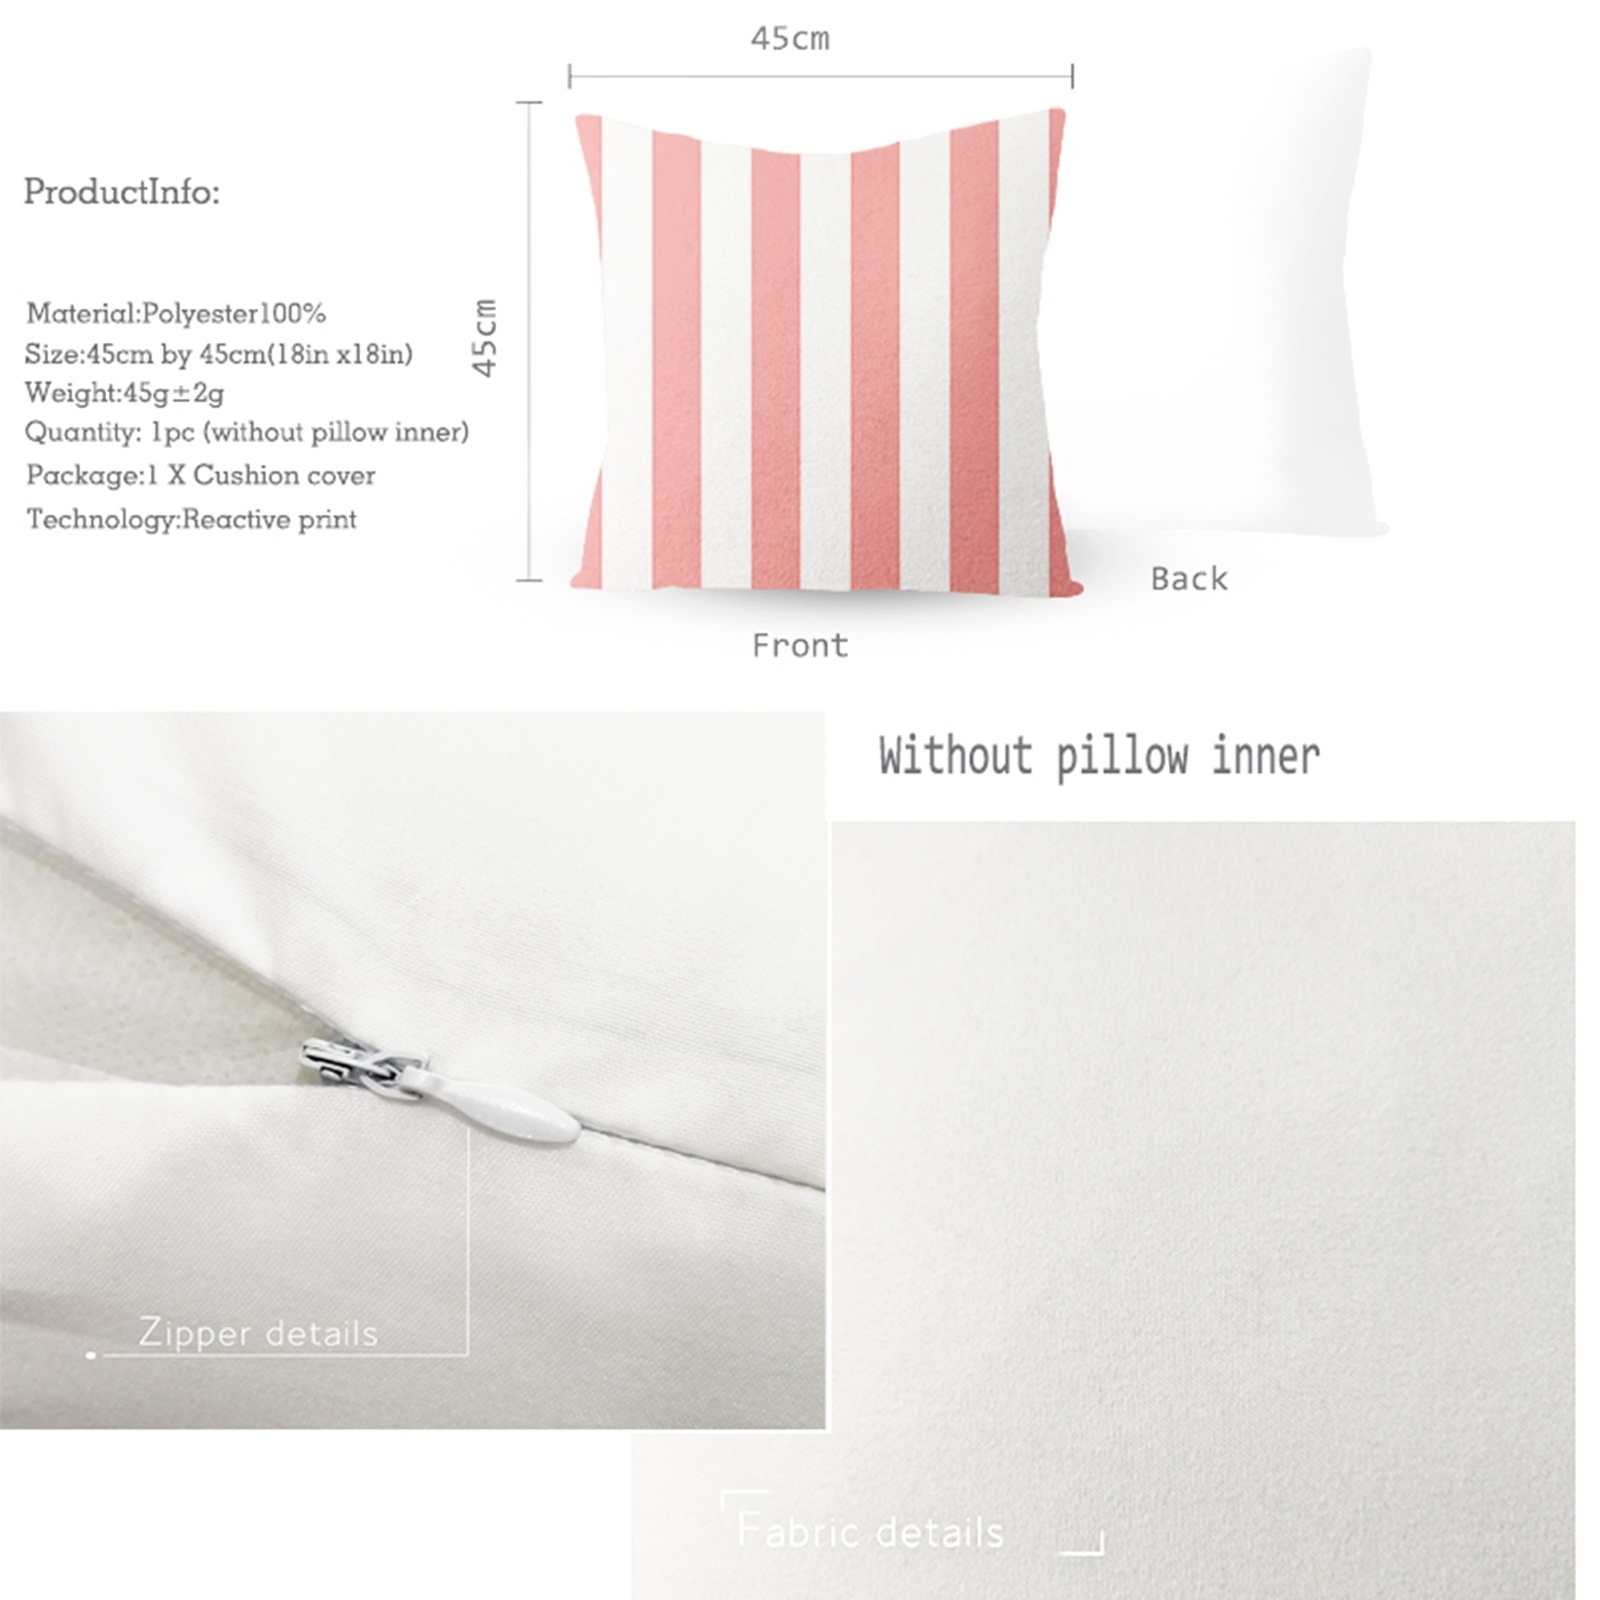 45cm
ProductInfo:
45cm
Material:Polyester100%
Size:45cm by 45cm(18in x18in)
Weight:45g±2g
Quantity: 1pc (without pillow inner)
Package:1 X Cushion cover
Technology:Reactive print
Back
Front
Without pillow inner
Zipper details
Fabric details